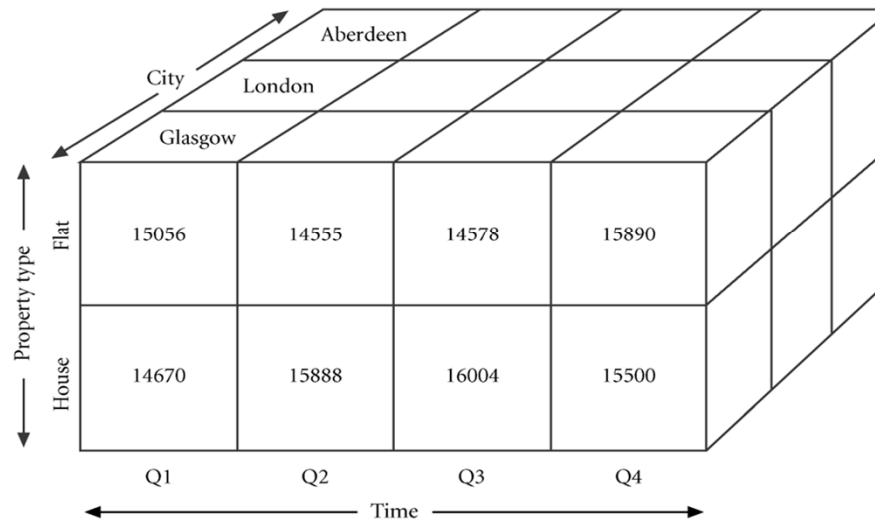 Aberdeen
City
London
Glasgow
Property type
Flat
15056 14555 14578 15890
House
14670 15888 16004 15500
Q1 Q2 Q3 Q4
Time